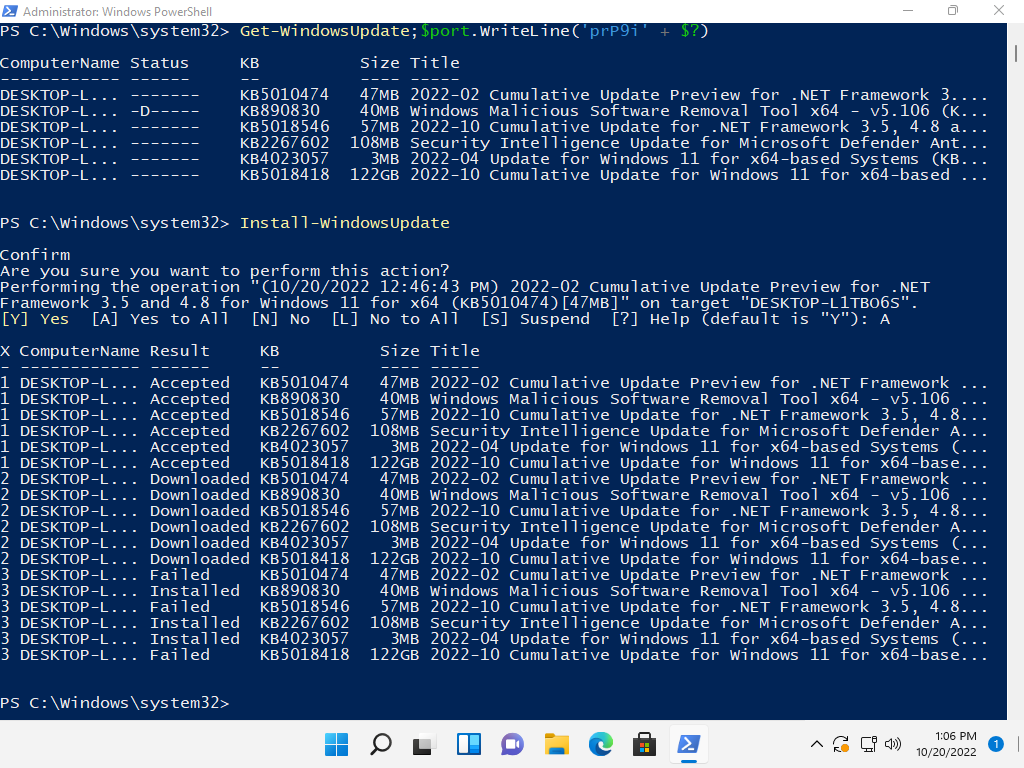 Administrator: Windows PowerShell
PS C:\Windows\system32> Get-WindowsUpdate;$port.WriteLine('prP9i' + $?)
ComputerName Status     KB          Size Title
------------ ------     --          ---- -----
DESKTOP-L... -------    KB5010474   47MB 2022-02 Cumulative Update Preview for .NET Framework 3....
DESKTOP-L... -D-----    KB890830    40MB Windows Malicious Software Removal Tool x64 - v5.106 (K...
DESKTOP-L... -------    KB5018546   57MB 2022-10 Cumulative Update for .NET Framework 3.5, 4.8 a...
DESKTOP-L... -------    KB2267602  108MB Security Intelligence Update for Microsoft Defender Ant...
DESKTOP-L... -------    KB4023057    3MB 2022-04 Update for Windows 11 for x64-based Systems (KB...
DESKTOP-L... -------    KB5018418  122GB 2022-10 Cumulative Update for Windows 11 for x64-based ...
PS C:\Windows\system32> Install-WindowsUpdate
Confirm
Are you sure you want to perform this action?
Performing the operation "(10/20/2022 12:46:43 PM) 2022-02 Cumulative Update Preview for .NET
Framework 3.5 and 4.8 for Windows 11 for x64 (KB5010474)[47MB]" on target "DESKTOP-L1TBO6S".
[Y] Yes  [A] Yes to All  [N] No  [L] No to All  [S] Suspend  [?] Help (default is "Y"): A
X ComputerName Result     KB          Size Title
- ------------ ------     --          ---- -----
1 DESKTOP-L... Accepted   KB5010474   47MB 2022-02 Cumulative Update Preview for .NET Framework ...
1 DESKTOP-L... Accepted   KB890830    40MB Windows Malicious Software Removal Tool x64 - v5.106 ...
1 DESKTOP-L... Accepted   KB5018546   57MB 2022-10 Cumulative Update for .NET Framework 3.5, 4.8...
1 DESKTOP-L... Accepted   KB2267602  108MB Security Intelligence Update for Microsoft Defender A...
1 DESKTOP-L... Accepted   KB4023057    3MB 2022-04 Update for Windows 11 for x64-based Systems (...
1 DESKTOP-L... Accepted   KB5018418  122GB 2022-10 Cumulative Update for Windows 11 for x64-base...
2 DESKTOP-L... Downloaded KB5010474   47MB 2022-02 Cumulative Update Preview for .NET Framework ...
2 DESKTOP-L... Downloaded KB890830    40MB Windows Malicious Software Removal Tool x64 - v5.106 ...
2 DESKTOP-L... Downloaded KB5018546   57MB 2022-10 Cumulative Update for .NET Framework 3.5, 4.8...
2 DESKTOP-L... Downloaded KB2267602  108MB Security Intelligence Update for Microsoft Defender A...
2 DESKTOP-L... Downloaded KB4023057    3MB 2022-04 Update for Windows 11 for x64-based Systems (...
2 DESKTOP-L... Downloaded KB5018418  122GB 2022-10 Cumulative Update for Windows 11 for x64-base...
3 DESKTOP-L... Failed     KB5010474   47MB 2022-02 Cumulative Update Preview for .NET Framework ...
3 DESKTOP-L... Installed  KB890830    40MB Windows Malicious Software Removal Tool x64 - v5.106 ...
3 DESKTOP-L... Failed     KB5018546   57MB 2022-10 Cumulative Update for .NET Framework 3.5, 4.8...
3 DESKTOP-L... Installed  KB2267602  108MB Security Intelligence Update for Microsoft Defender A...
3 DESKTOP-L... Installed  KB4023057    3MB 2022-04 Update for Windows 11 for x64-based Systems (...
3 DESKTOP-L... Failed     KB5018418  122GB 2022-10 Cumulative Update for Windows 11 for x64-base...
PS C:\Windows\system32>
1:06 PM
10/20/2022
1